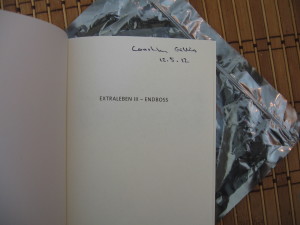 12.5.12
EXTRALEBEN III – ENDBOSS